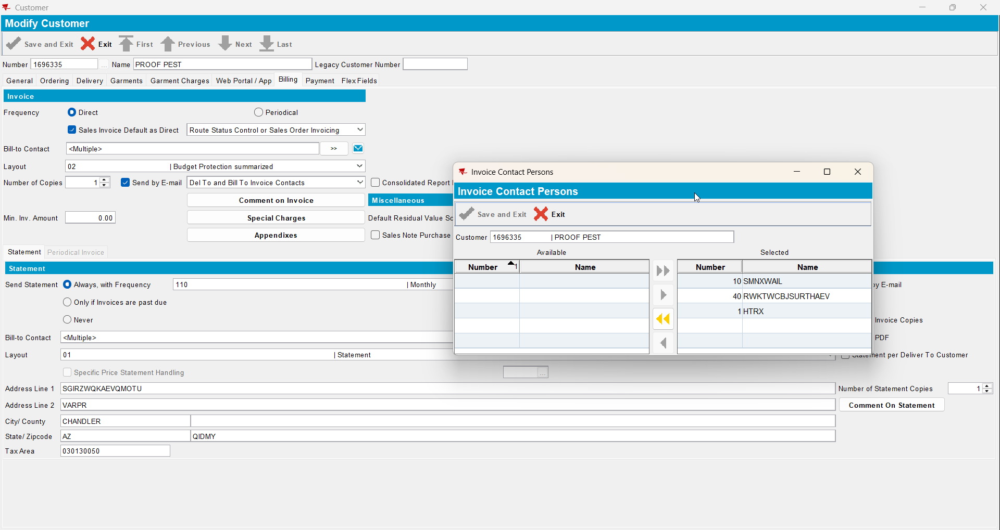 Customer
Modify Customer
Save and Exit Exit First Previous Next Last
Number 1696335 ... Name PROOF PEST Legacy Customer Number
General Ordering Delivery Garments Garment Charges Web Portal / App Billing Payment FlexFields
Invoice
Frequency Direct Periodical
Sales Invoice Default as Direct Route Status Control or Sales Order Invoicing
Bill-to Contact <Multiple> >>
Layout 02 | Budget Protection summarized
Number of Copies 1 Send by E-mail Del To and Bill To Invoice Contacts Consolidated Report
Comment on Invoice Miscellaneous
Min. Inv. Amount 0.00 Special Charges Default Residual Value
Appendixes Sales Note Purchase
Statement Periodical Invoice
Statement
Send Statement Always, with Frequency 110 | Monthly by E-mail
Only if Invoices are past due
Never Invoice Copies
Bill-to Contact <Multiple> PDF
Layout 01 | Statement Statement per Deliver To Customer
Specific Price Statement Handling ...
Address Line 1 SGIRZWQKAEVQMOTU Number of Statement Copies 1
Address Line 2 VARPR Comment On Statement
City/ County CHANDLER
State/ Zipcode AZ QIDMY
Tax Area 030130050
Invoice Contact Persons
Invoice Contact Persons
Save and Exit Exit
Customer 1696335 | PROOF PEST
Available Selected
Number 1 Name Number Name
10 SMNXWAIL
40 RWKTWCBJSURTHAEV
1 HTRX